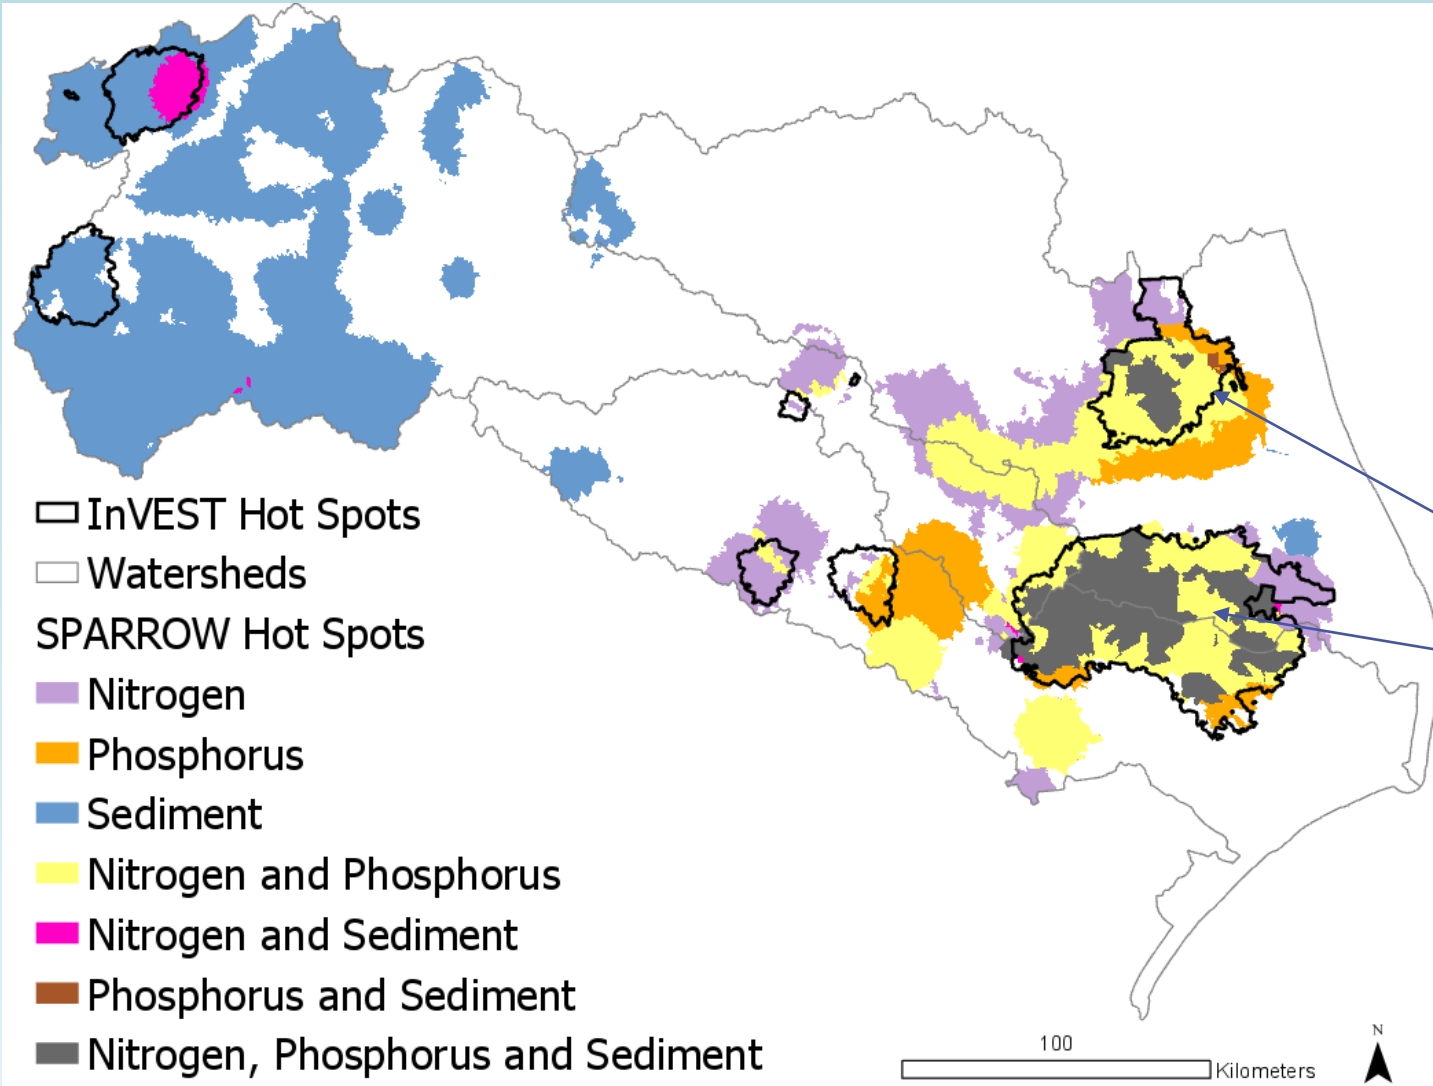 InVEST Hot Spots
Watersheds
SPARROW Hot Spots
Nitrogen
Phosphorus
Sediment
Nitrogen and Phosphorus
Nitrogen and Sediment
Phosphorus and Sediment
Nitrogen, Phosphorus and Sediment
100
Kilometers
N